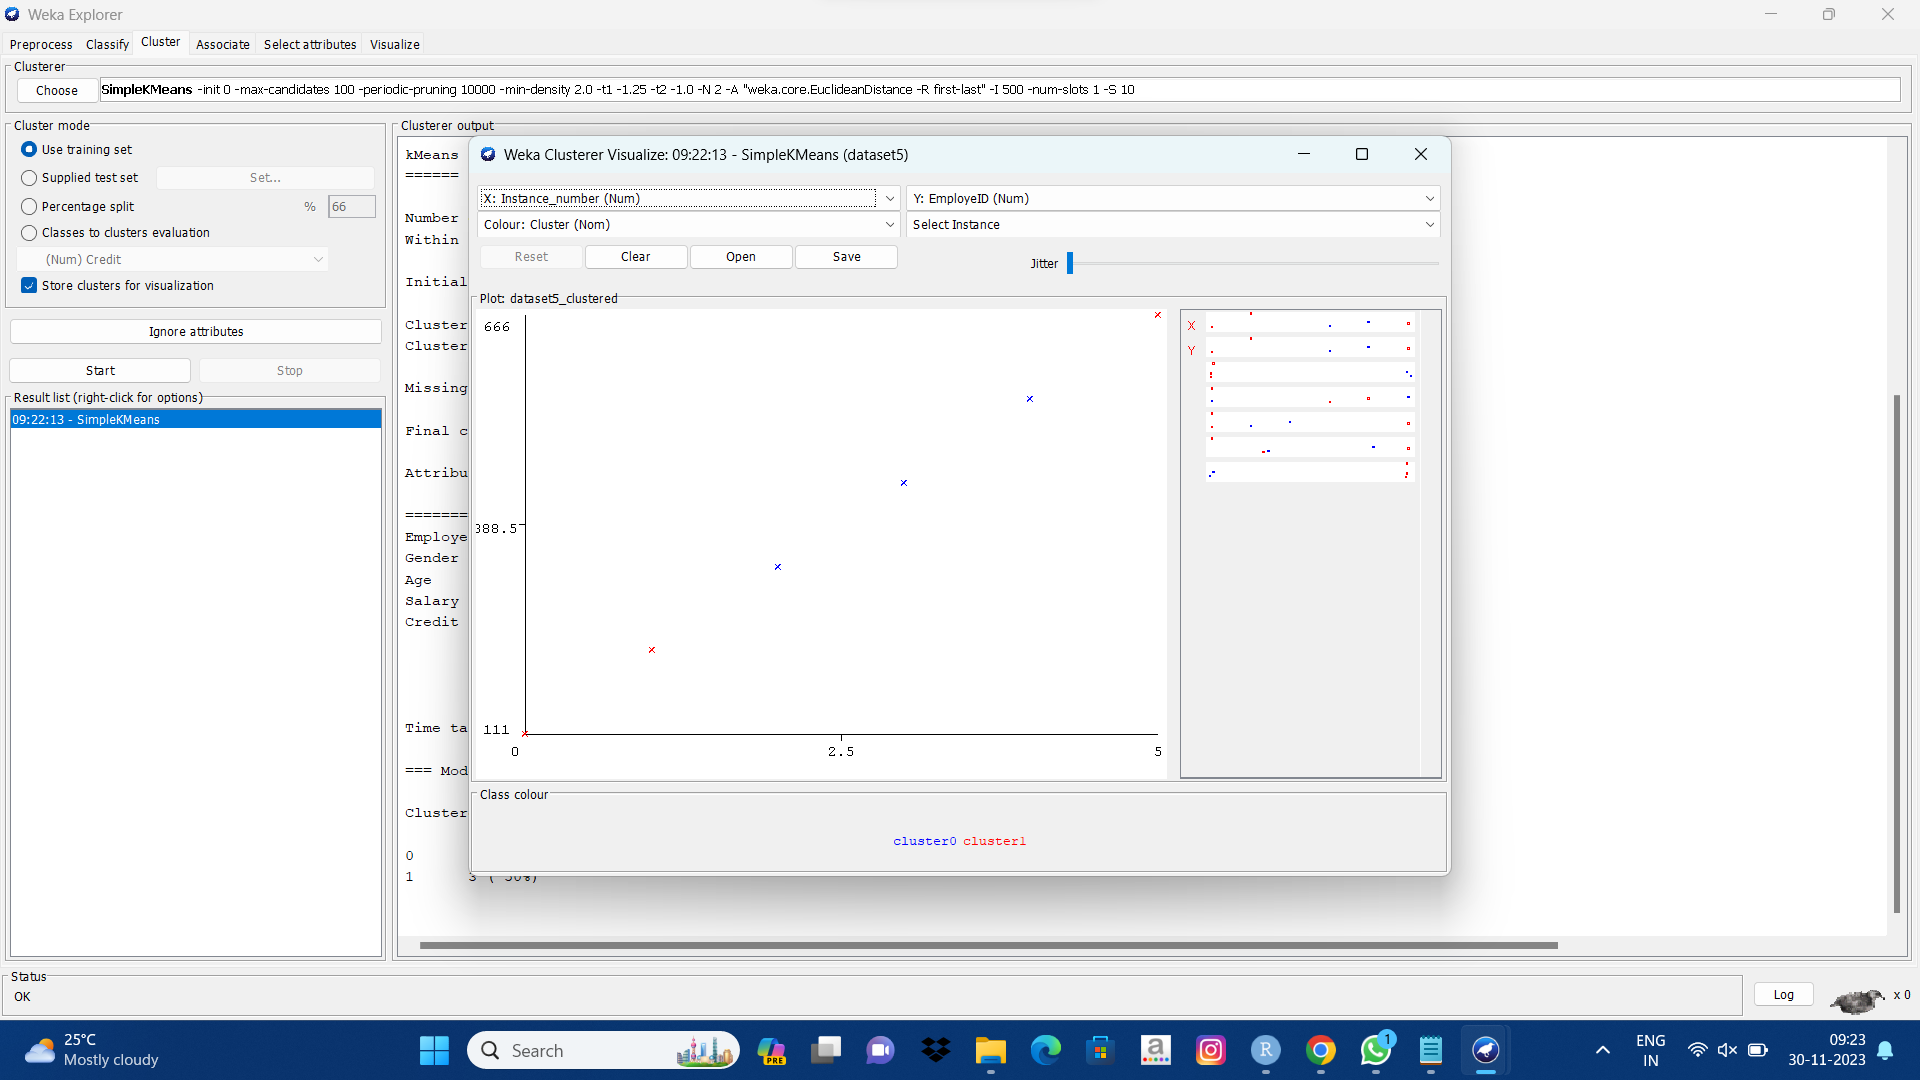 Weka Explorer
Preprocess Classify Cluster Associate Select attributes Visualize
Clusterer
Choose SimpleKMeans -init 0 -max-candidates 100 -periodic-pruning 10000 -min-density 2.0 -t1 -1.25 -t2 -1.0 -N 2 -A "weka.core.EuclideanDistance -R first-last" -I 500 -num-slots 1 -S 10
Cluster mode
Use training set
Supplied test set Set...
Percentage split % 66
Classes to clusters evaluation
(Num) Credit
Store clusters for visualization
Ignore attributes
Start Stop
Result list (right-click for options)
09:22:13 - SimpleKMeans
Clusterer output
kMeans
======
Number
Within
Initial
Cluster
Cluster
Missing
Final c
Attribu
=======
Employe
Gender
Age
Salary
Credit
Time ta
=== Mod
Cluster
0
1 3 ( 50%)
Weka Clusterer Visualize: 09:22:13 - SimpleKMeans (dataset5)
X: Instance_number (Num) Y: EmployeID (Num)
Colour: Cluster (Nom) Select Instance
Reset Clear Open Save Jitter
Plot: dataset5_clustered
666
388.5
111
0 2.5 5
X
Y
Class colour
cluster0 cluster1
Status
OK
Log x 0
25°C
Mostly cloudy
Search
PRE
a
R
1
ENG
IN
09:23
30-11-2023